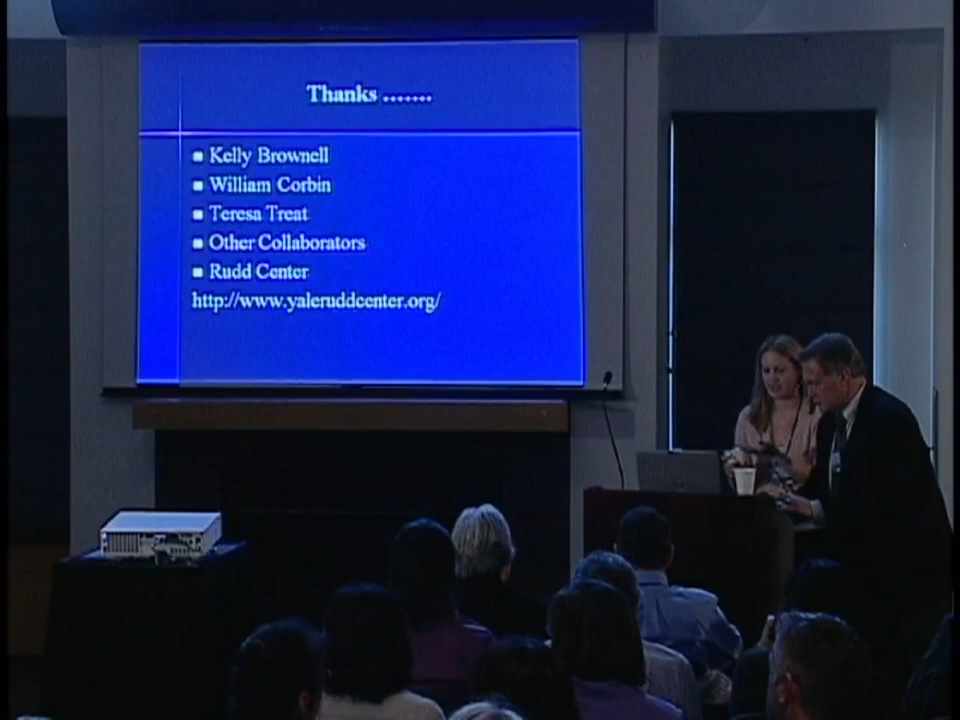 Thanks .......
Kelly Brownell
William Corbin
Teresa Treat
Other Collaborators
Rudd Center
http://www.yaleruddcenter.org/